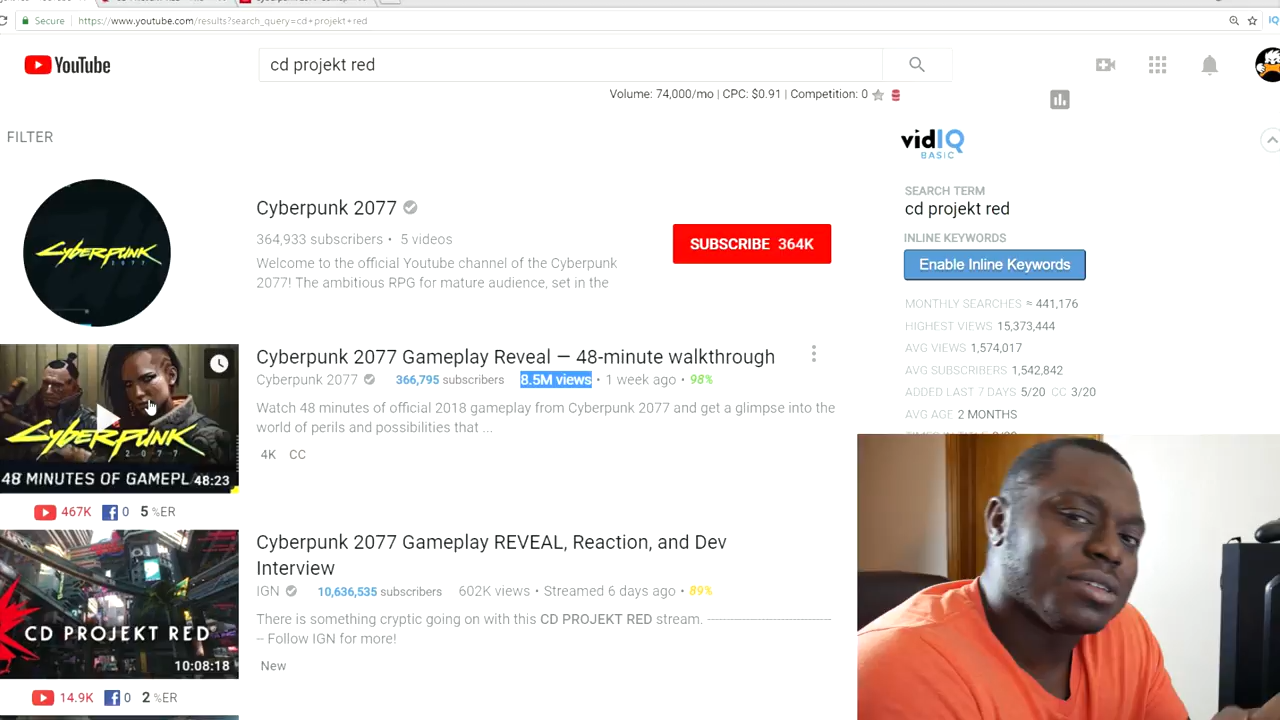 Secure
https://www.youtube.com/results?search_query=cd+projekt+red
IQ
YouTube
cd projekt red
Volume: 74,000/mo | CPC: $0.91 | Competition: 0
FILTER
vidIQ
BASIC
SEARCH TERM
cd projekt red
INLINE KEYWORDS
Enable Inline Keywords
MONTHLY SEARCHES ≈ 441,176
HIGHEST VIEWS 15,373,444
AVG VIEWS 1,574,017
AVG SUBSCRIBERS 1,542,842
ADDED LAST 7 DAYS 5/20 CC 3/20
AVG AGE 2 MONTHS
CYBERPUNK
2077
Cyberpunk 2077
364,933 subscribers • 5 videos
Welcome to the official Youtube channel of the Cyberpunk
2077! The ambitious RPG for mature audience, set in the
SUBSCRIBE 364K
CYBERPUNK
2077
48 MINUTES OF GAMEPL
48:23
467K 0 5 %ER
Cyberpunk 2077 Gameplay Reveal — 48-minute walkthrough
Cyberpunk 2077 366,795 subscribers 8.5M views • 1 week ago • 98%
Watch 48 minutes of official 2018 gameplay from Cyberpunk 2077 and get a glimpse into the
world of perils and possibilities that ...
4K CC
CD PROJEKT RED
10:08:18
14.9K 0 2 %ER
Cyberpunk 2077 Gameplay REVEAL, Reaction, and Dev
Interview
IGN 10,636,535 subscribers 602K views • Streamed 6 days ago • 89%
There is something cryptic going on with this CD PROJEKT RED stream. -------------------------------
-- Follow IGN for more!
New